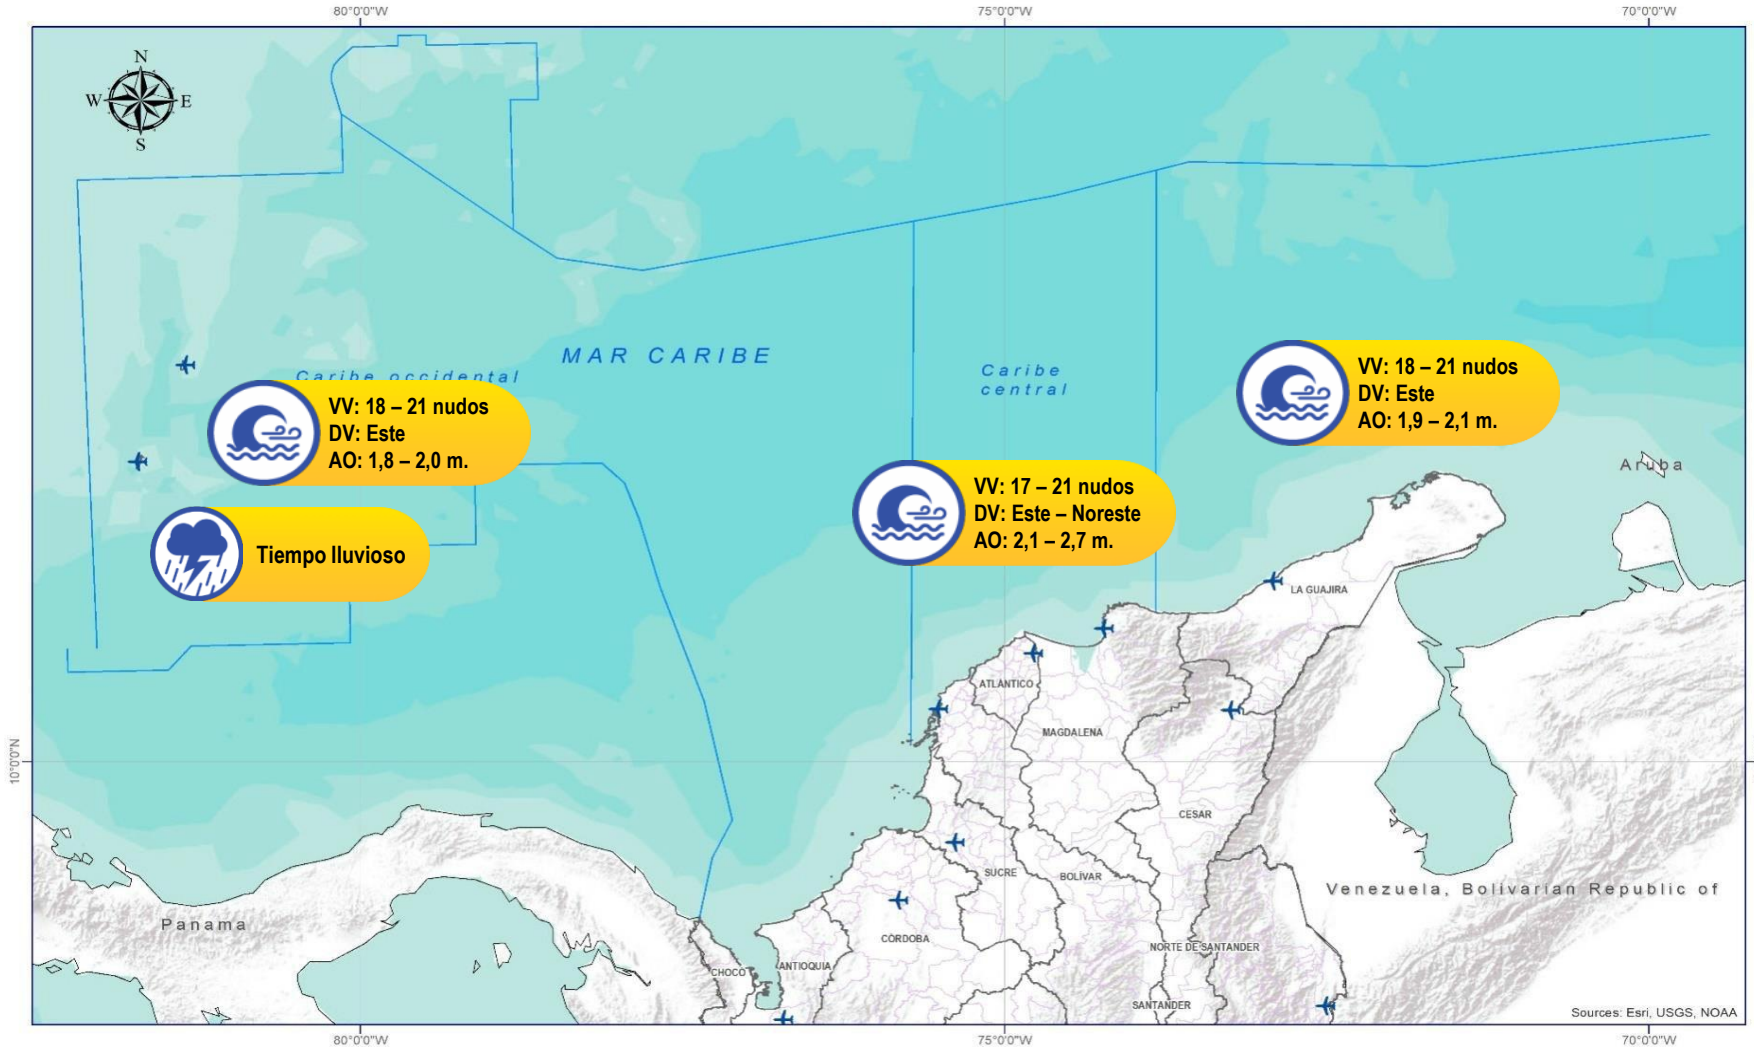 80°0'0"W
75°0'0"W
70°0'0"W
N
W
E
S
MAR CARIBE
Caribe occidental
Caribe
central
VV: 18 – 21 nudos
DV: Este
AO: 1,9 – 2,1 m.
VV: 18 – 21 nudos
DV: Este
AO: 1,8 – 2,0 m.
VV: 17 – 21 nudos
DV: Este – Noreste
AO: 2,1 – 2,7 m.
Tiempo lluvioso
Aruba
LA GUAJIRA
ATLÁNTICO
MAGDALENA
10°0'0"N
CESAR
SUCRE
BOLÍVAR
Venezuela, Bolivarian Republic of
Panama
CÓRDOBA
NORTE DE SANTANDER
CHOCÓ
ANTIOQUIA
SANTANDER
Sources: Esri, USGS, NOAA
80°0'0"W
75°0'0"W
70°0'0"W